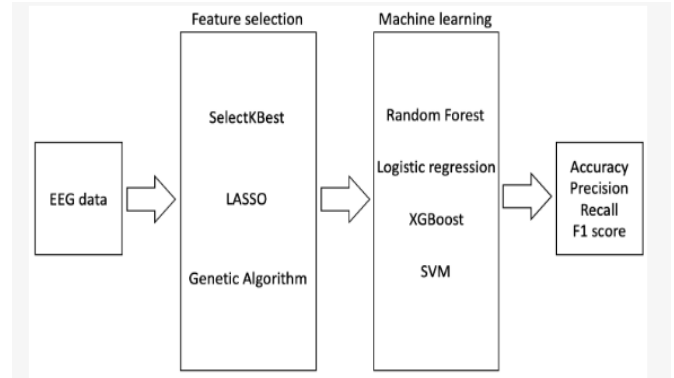 Feature selection
Machine learning
EEG data
SelectKBest
LASSO
Genetic Algorithm
Random Forest
Logistic regression
XGBoost
SVM
Accuracy
Precision
Recall
F1 score